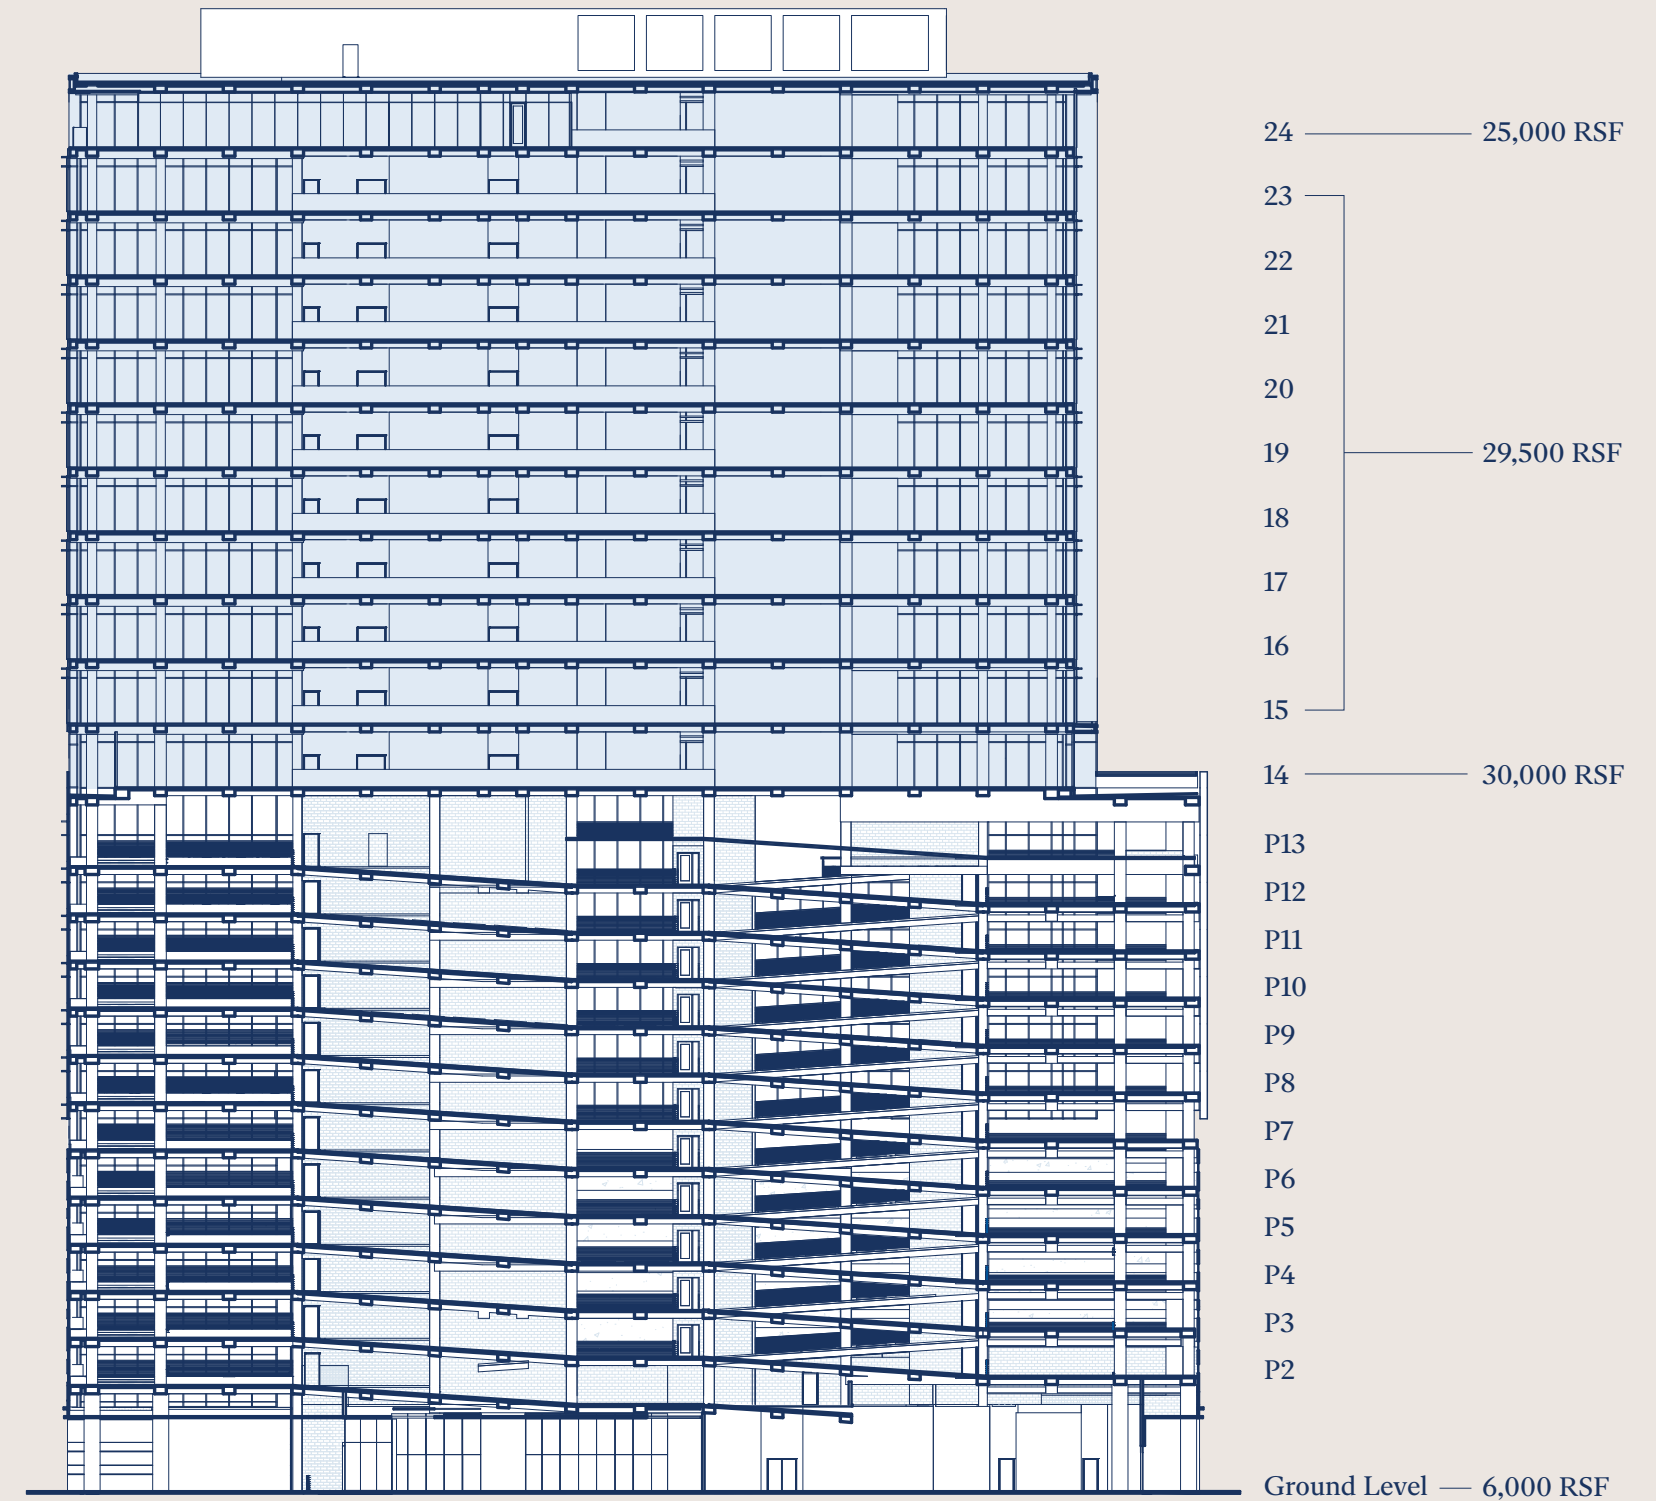 24 25,000 RSF
23
22
21
20
19 29,500 RSF
18
17
16
15
14 30,000 RSF
P13
P12
P11
P10
P9
P8
P7
P6
P5
P4
P3
P2
Ground Level 6,000 RSF